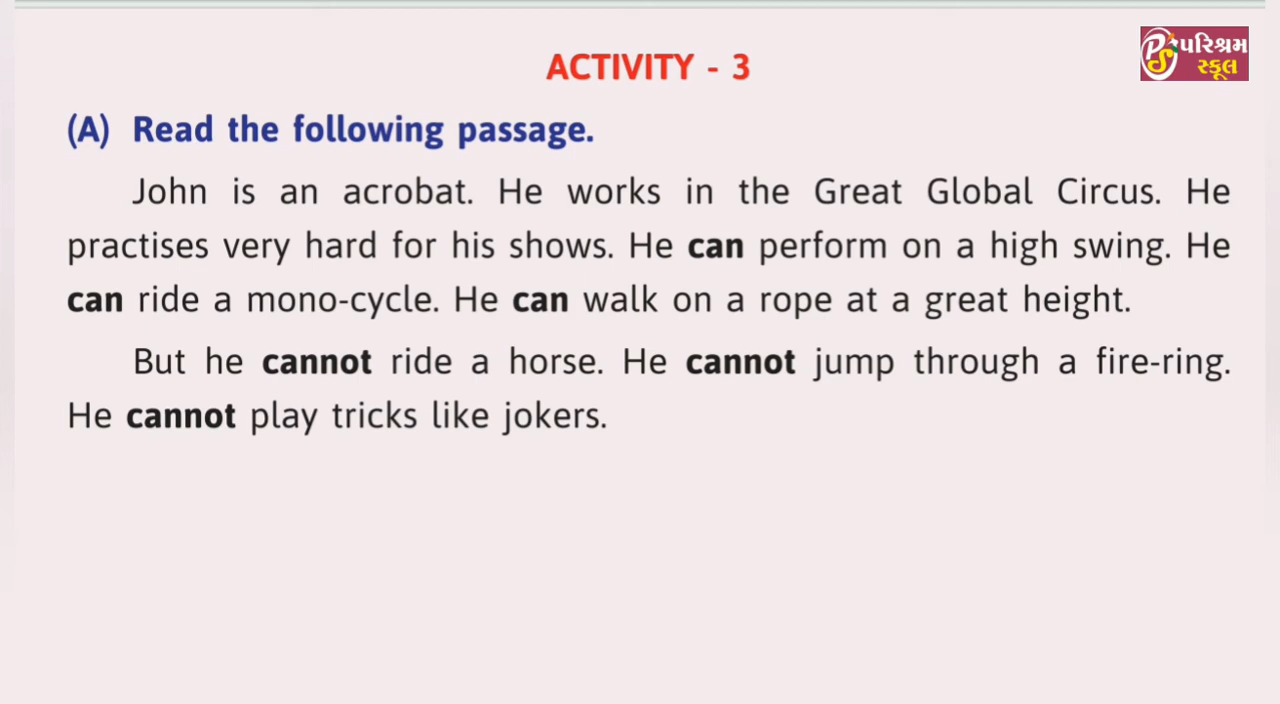 પરિશ્રમ
સ્કૂલ
ACTIVITY - 3
(A) Read the following passage.
John is an acrobat. He works in the Great Global Circus. He
practises very hard for his shows. He can perform on a high swing. He
can ride a mono-cycle. He can walk on a rope at a great height.
But he cannot ride a horse. He cannot jump through a fire-ring.
He cannot play tricks like jokers.